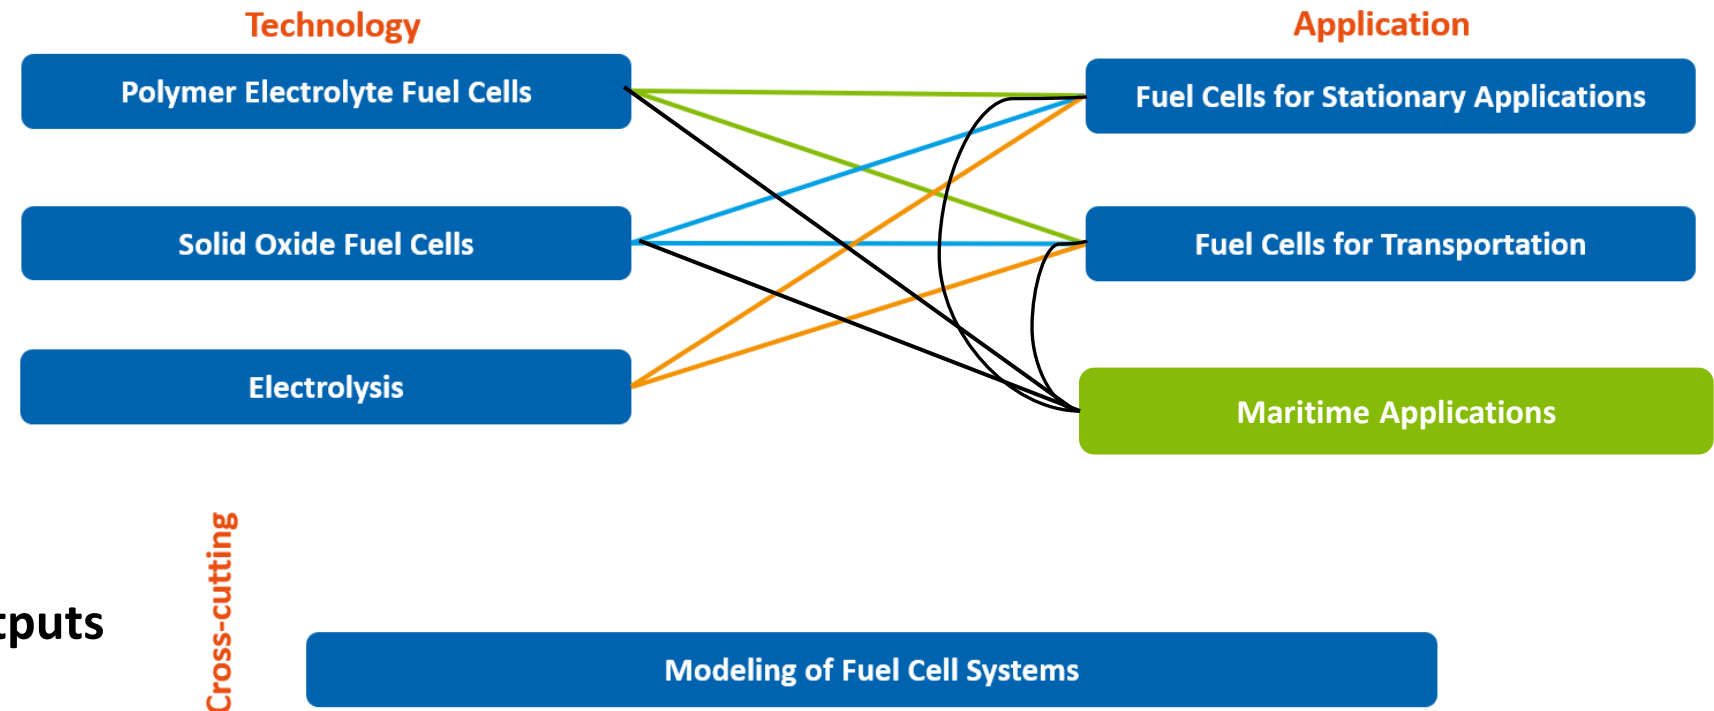 Technology
Application
Polymer Electrolyte Fuel Cells
Fuel Cells for Stationary Applications
Solid Oxide Fuel Cells
Fuel Cells for Transportation
Electrolysis
Maritime Applications
Cross-cutting
tputs
Modeling of Fuel Cell Systems